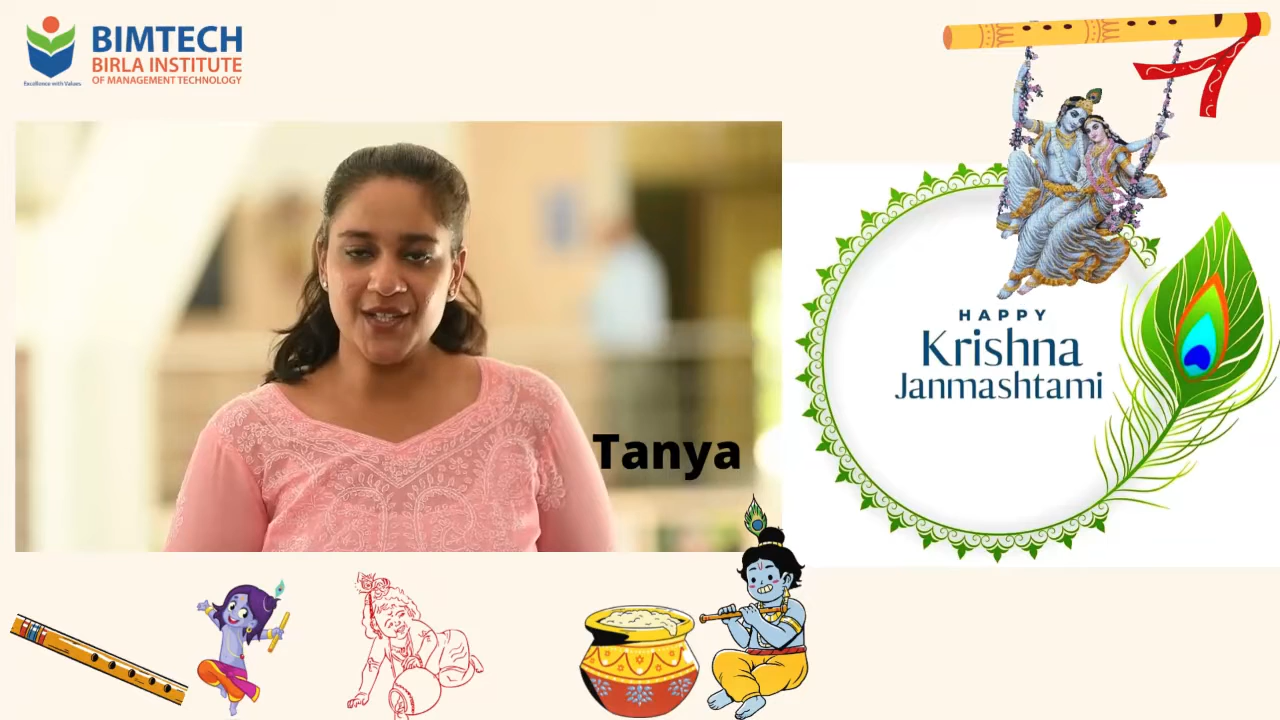 BIMTECH
BIRLA INSTITUTE
OF MANAGEMENT TECHNOLOGY
Excellence with Values
HAPPY
Krishna
Janmashtami
Tanya